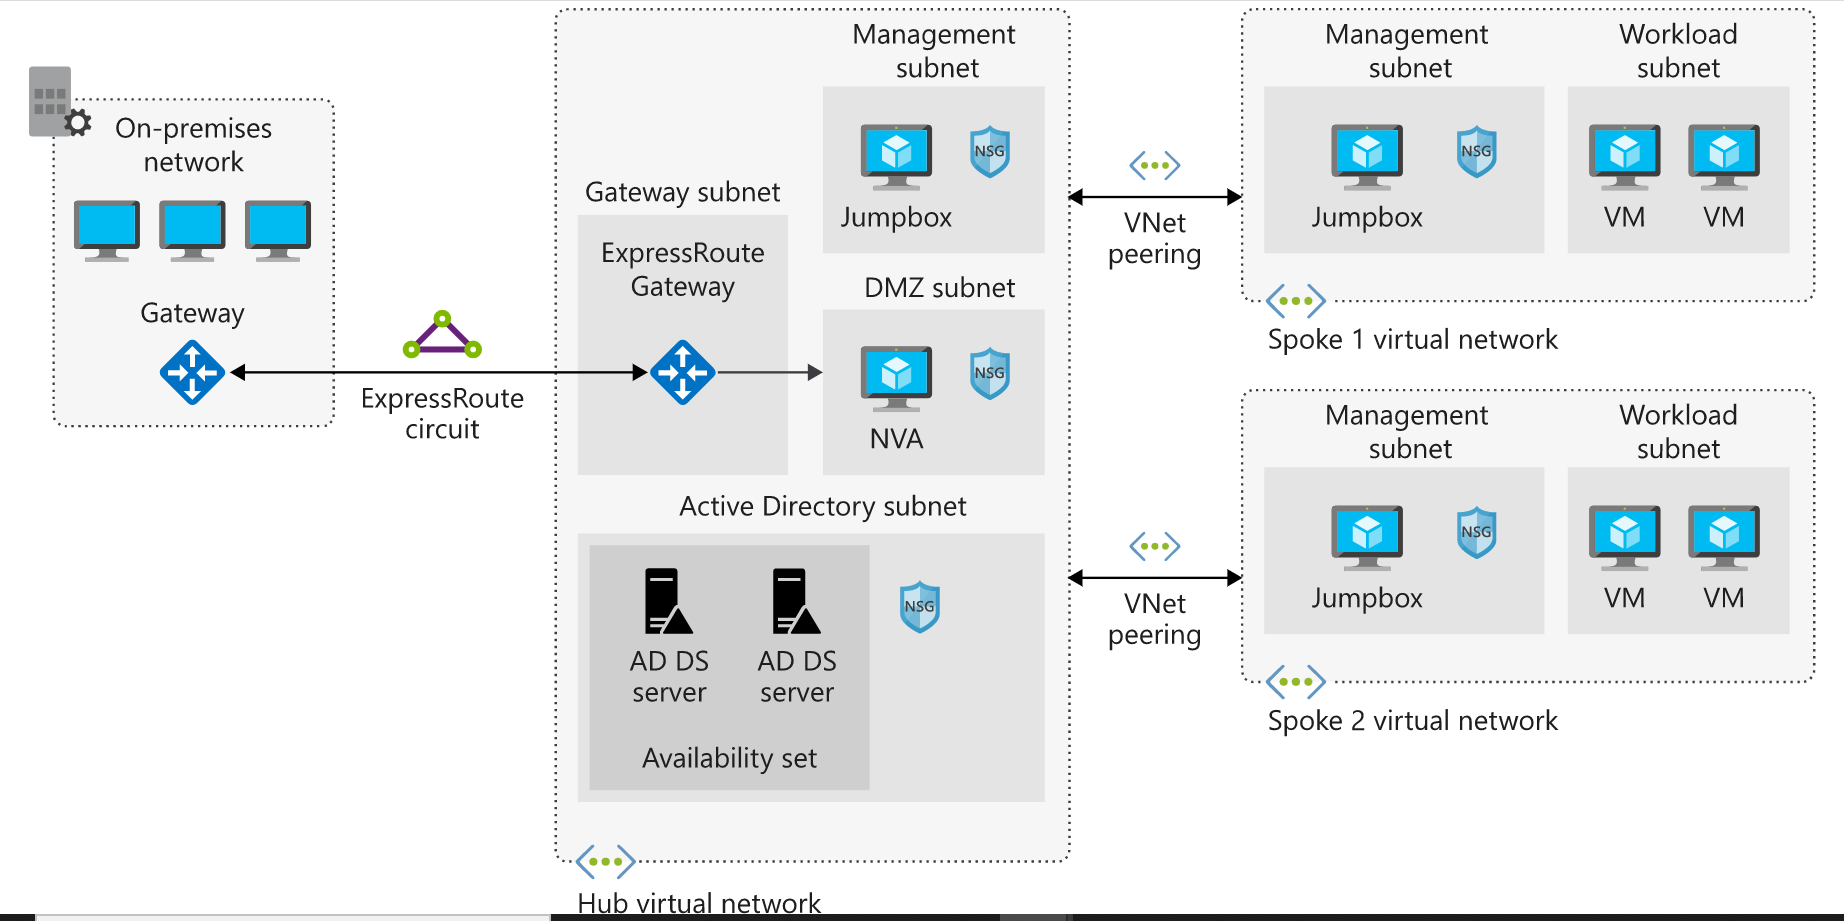 On-premises
network
Gateway
ExpressRoute
circuit
Gateway subnet
ExpressRoute
Gateway
Management
subnet
NSG
Jumpbox
DMZ subnet
NSG
NVA
Active Directory subnet
AD DS
server
AD DS
server
NSG
Availability set
Hub virtual network
VNet
peering
VNet
peering
Management
subnet
NSG
Jumpbox
Workload
subnet
VM
VM
Spoke 1 virtual network
Management
subnet
NSG
Jumpbox
Workload
subnet
VM
VM
Spoke 2 virtual network